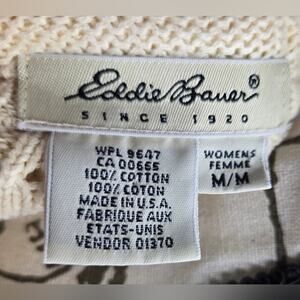 Eddie Bauer®
SINCE 1920
WPL 9647
CA 00665
100% COTTON
100% COTON
MADE IN U.S.A.
FABRIQUE AUX
ETATS-UNIS
VENDOR 01370
WOMENS
FEMME
M/M